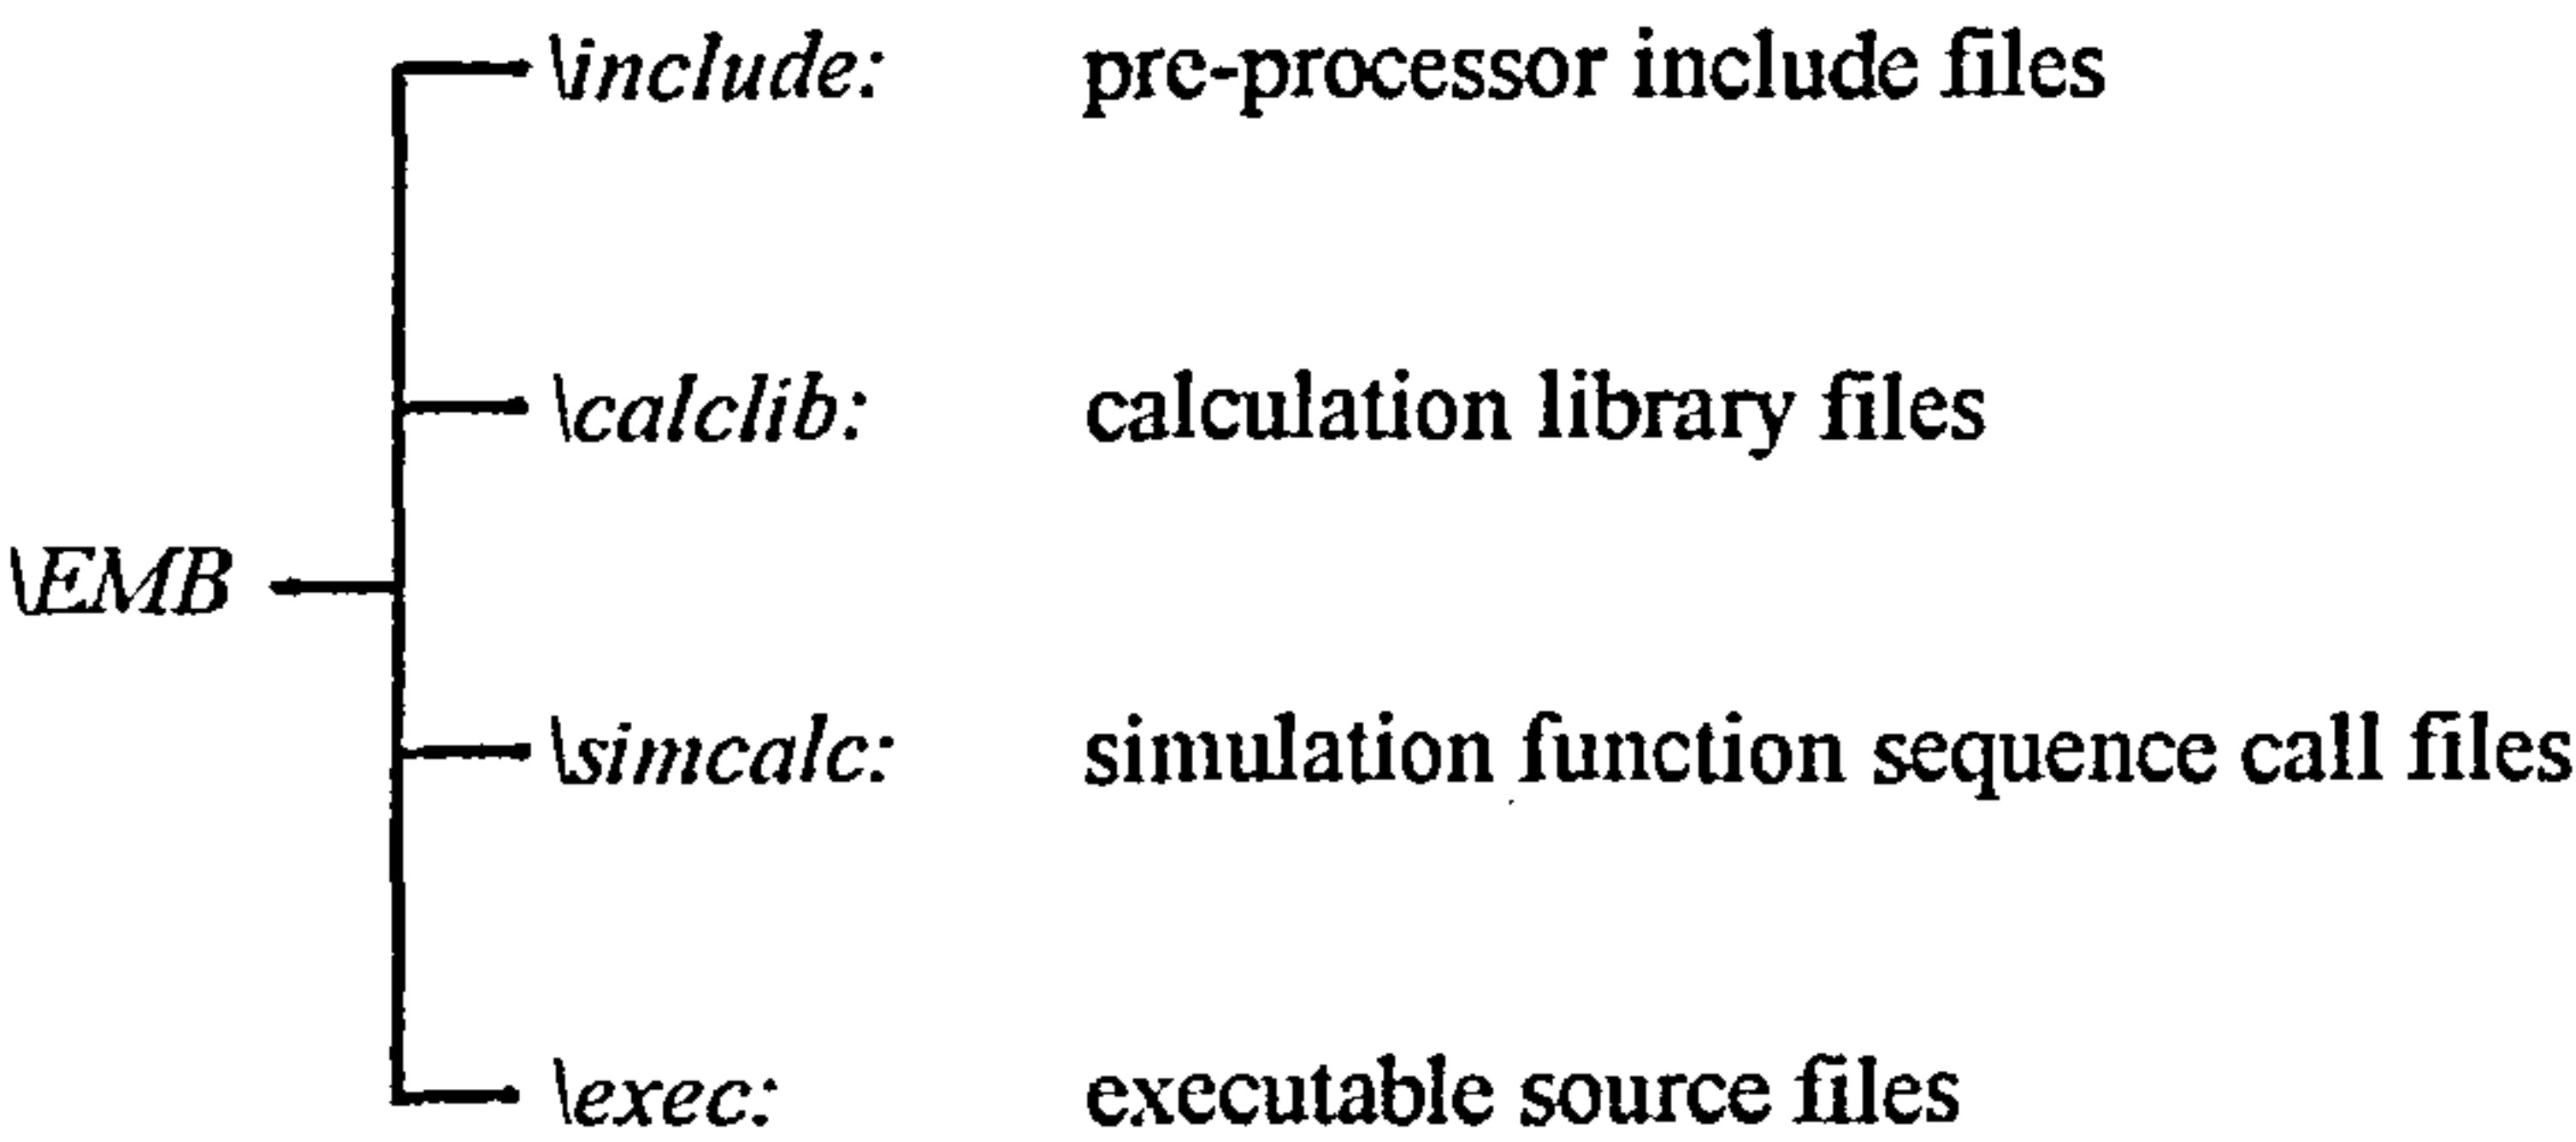 \include: pre-processor include files
\calclib: calculation library files
\EMB
\simcalc: simulation function sequence call files
\exec: executable source files